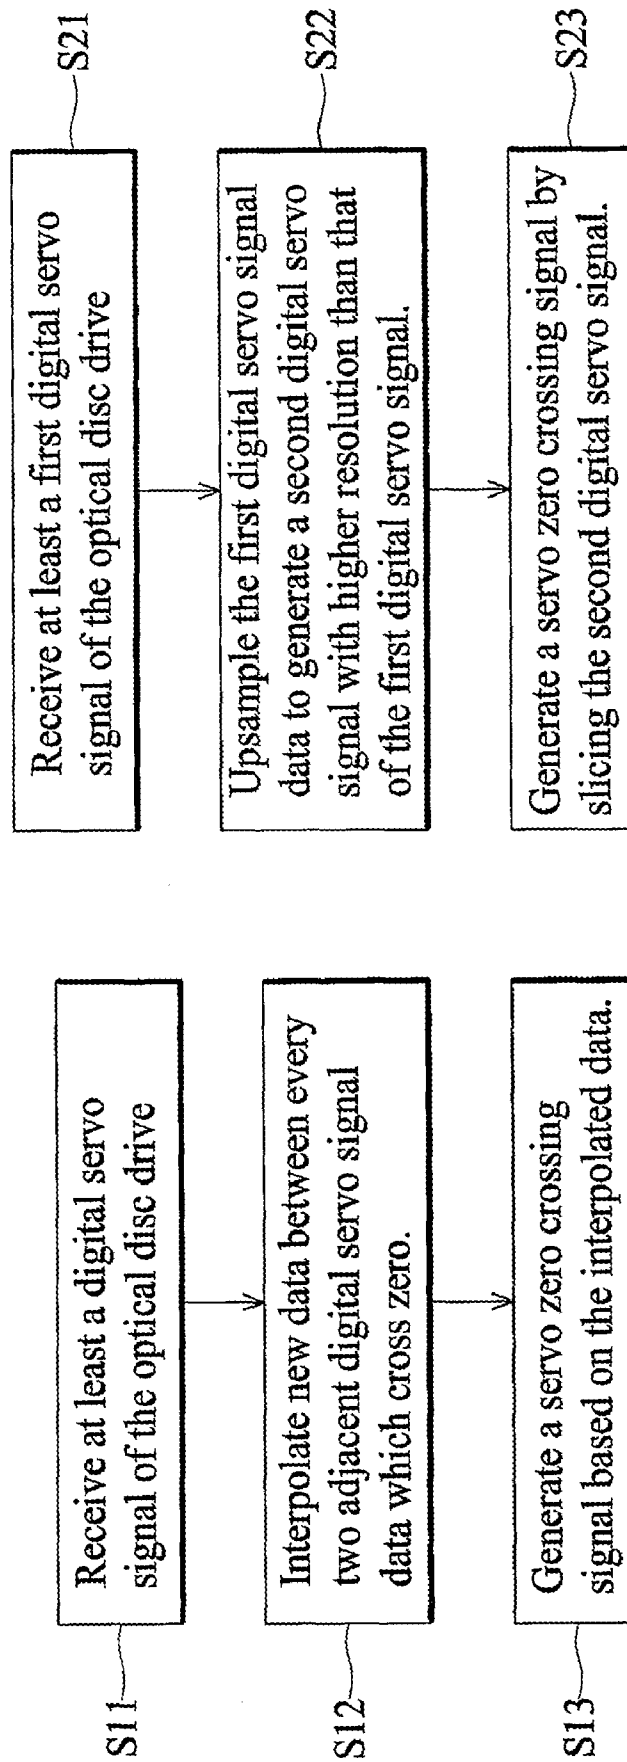 S11
Receive at least a digital servo
signal of the optical disc drive
S12
Interpolate new data between every
two adjacent digital servo signal
data which cross zero.
S13
Generate a servo zero crossing
signal based on the interpolated data.
Receive at least a first digital servo
signal of the optical disc drive
S21
Upsample the first digital servo signal
data to generate a second digital servo
signal with higher resolution than that
of the first digital servo signal.
S22
Generate a servo zero crossing signal by
slicing the second digital servo signal.
S23